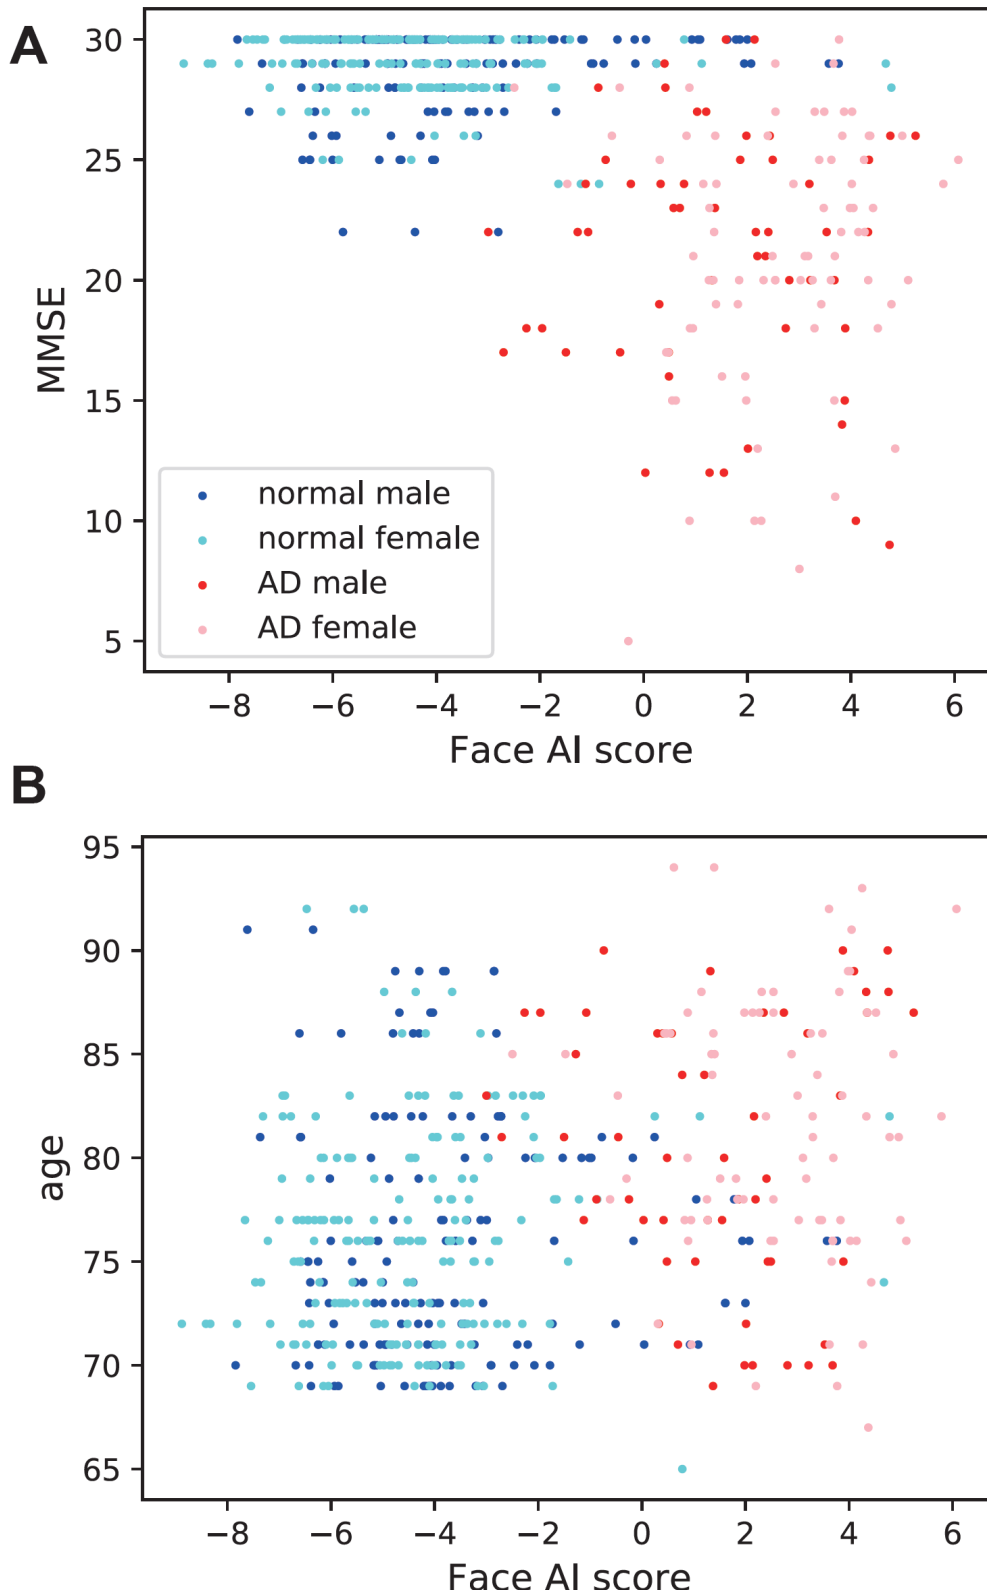 A
30
25
20
15
10
5
MMSE
normal male
normal female
AD male
AD female
−8 −6 −4 −2 0 2 4 6
Face AI score
B
95
90
85
80
75
70
65
age
−8 −6 −4 −2 0 2 4 6
Face AI score